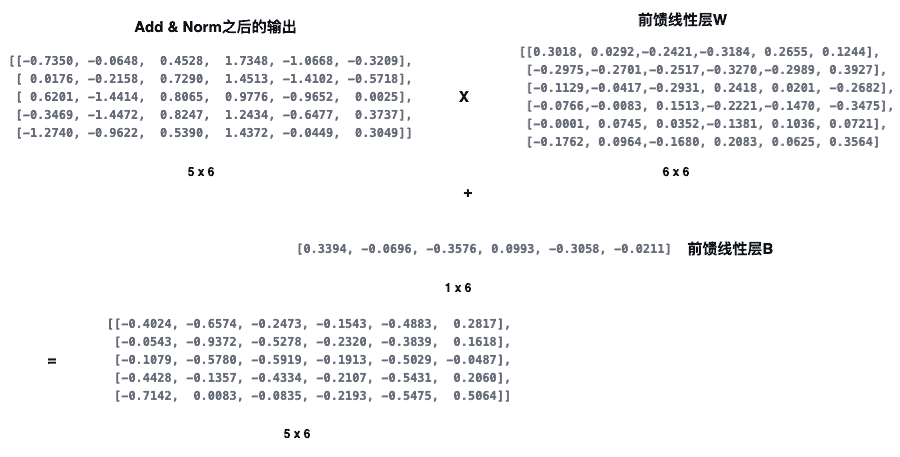 Add & Norm之后的输出
前馈线性层W
[[-0.7350, -0.0648,  0.4528,  1.7348, -1.0668, -0.3209],
[ 0.0176, -0.2158,  0.7290,  1.4513, -1.4102, -0.5718],
[ 0.6201, -1.4414,  0.8065,  0.9776, -0.9652,  0.0025],
[-0.3469, -1.4472,  0.8247,  1.2434, -0.6477,  0.3737],
[-1.2740, -0.9622,  0.5390,  1.4372, -0.0449,  0.3049]]
5 x 6
X
[[0.3018, 0.0292,-0.2421,-0.3184, 0.2655, 0.1244],
[-0.2975,-0.2701,-0.2517,-0.3270,-0.2989, 0.3927],
[-0.1129,-0.0417,-0.2931, 0.2418, 0.0201, -0.2682],
[-0.0766,-0.0083, 0.1513,-0.2221,-0.1470, -0.3475],
[-0.0001, 0.0745, 0.0352,-0.1381, 0.1036, 0.0721],
[-0.1762, 0.0964,-0.1680, 0.2083, 0.0625, 0.3564]
6 x 6
+
[0.3394, -0.0696, -0.3576, 0.0993, -0.3058, -0.0211]
前馈线性层B
1 x 6
=
[[-0.4024, -0.6574, -0.2473, -0.1543, -0.4883,  0.2817],
[-0.0543, -0.9372, -0.5278, -0.2320, -0.3839,  0.1618],
[-0.1079, -0.5780, -0.5919, -0.1913, -0.5029, -0.0487],
[-0.4428, -0.1357, -0.4334, -0.2107, -0.5431,  0.2060],
[-0.7142,  0.0083, -0.0835, -0.2193, -0.5475,  0.5064]]
5 x 6